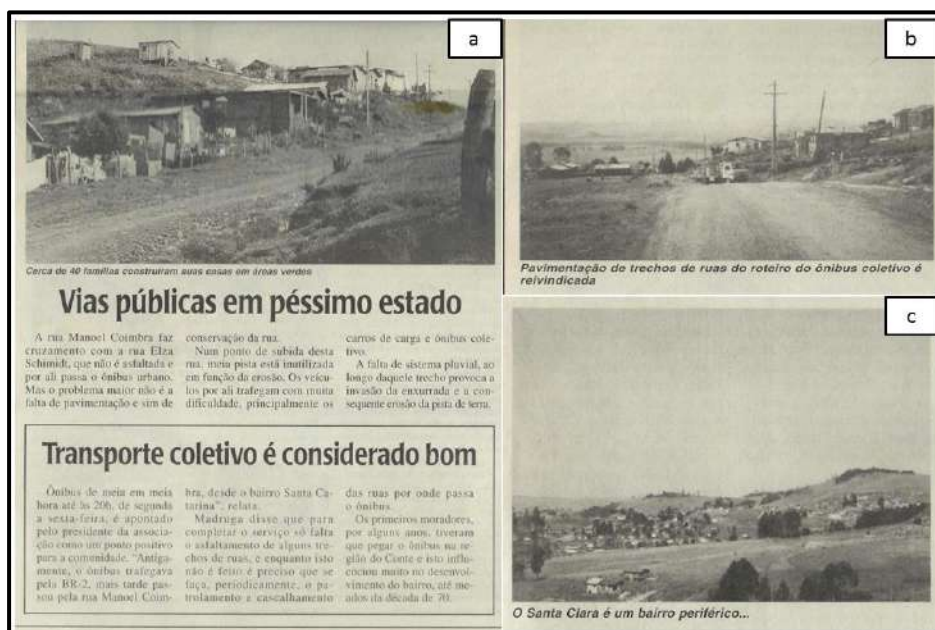 a
Cerca de 40 famílias construíram suas casas em áreas verdes
Vias públicas em péssimo estado
A rua Manoel Coimbra faz
cruzamento com a rua Elza
Schimidt, que não é asfaltada e
por ali passa o ônibus urbano.
Mas o problema maior não é a
falta de pavimentação e sim de
conservação da rua.
Num ponto de subida desta
rua, meia pista está inutilizada
em função da erosão. Os veícu-
los por ali trafegam com muita
dificuldade, principalmente os
carros de carga e ônibus cole-
tivo.
A falta de sistema pluvial, ao
longo daquele trecho provoca a
invasão da enxurrada e a con-
sequente erosão da pista de terra.
Transporte coletivo é considerado bom
Ônibus de meia em meia
hora até às 20h, de segunda
a sexta-feira, é apontado
pelo presidente da associa-
ção como um ponto positivo
para a comunidade. "Antiga-
mente, o ônibus trafegava
pela BR-2, mais tarde pas-
sou pela rua Manoel Coim-
bra, desde o bairro Santa Ca-
tarina", relata.
Madruga disse que para
completar o serviço só falta
o asfaltamento de alguns tre-
chos de ruas, e enquanto isto
não é feito é preciso que se
faça, periodicamente, o pa-
trolamento e cascalhamento
das ruas por onde passa
o ônibus.
Os primeiros moradores,
por alguns anos, tiveram
que pegar o ônibus na re-
gião do Conte e isto influ-
enciou muito no desenvol-
vimento do bairro, até me-
ados da década de 70.
b
Pavimentação de trechos de ruas do roteiro do ônibus coletivo é
reivindicada
c
O Santa Clara é um bairro periférico...